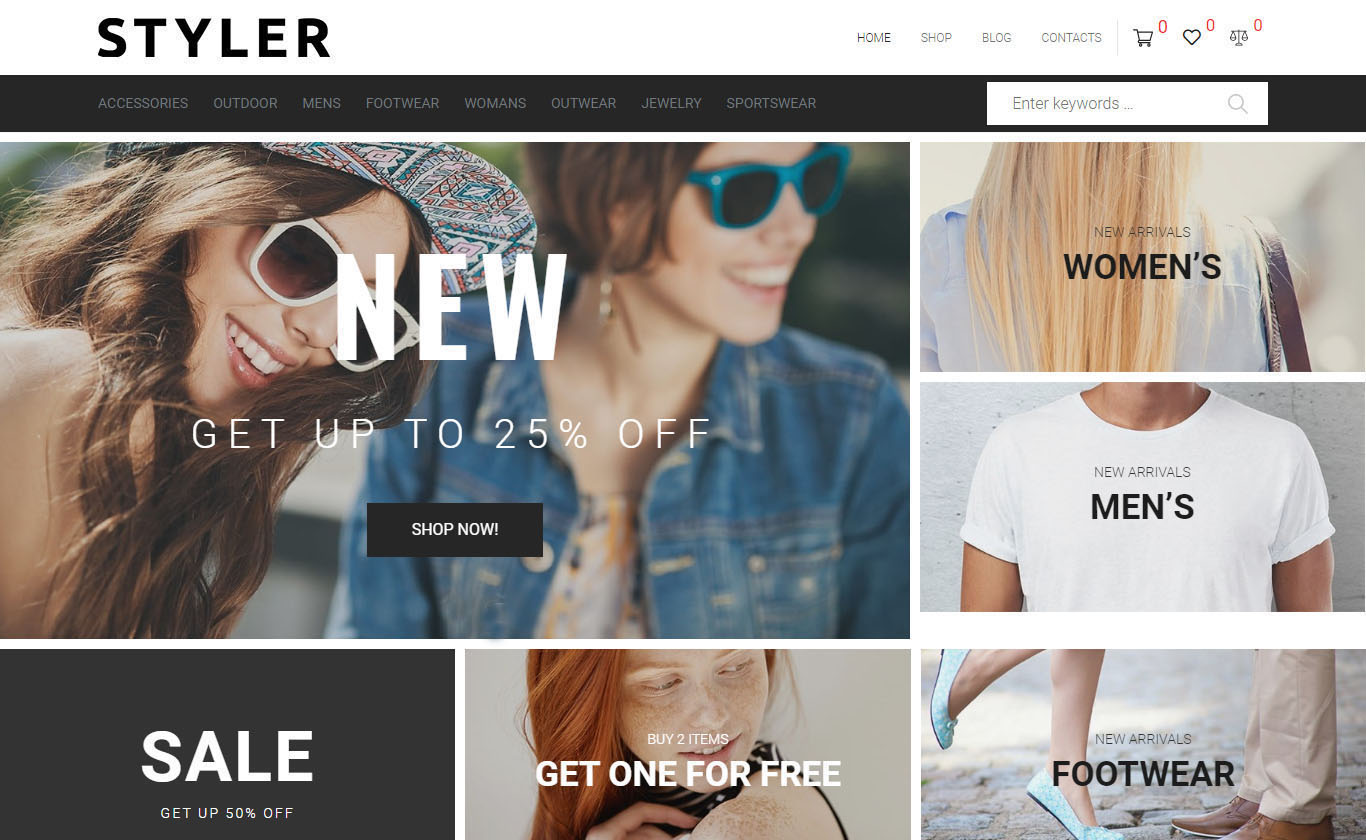 STYLER
HOME SHOP BLOG CONTACTS 0 0 0
ACCESSORIES OUTDOOR MENS FOOTWEAR WOMANS OUTWEAR JEWELRY SPORTSWEAR
Enter keywords ...
NEW
GET UP TO 25% OFF
SHOP NOW!
NEW ARRIVALS
WOMEN’S
NEW ARRIVALS
MEN’S
SALE
GET UP 50% OFF
BUY 2 ITEMS
GET ONE FOR FREE
NEW ARRIVALS
FOOTWEAR